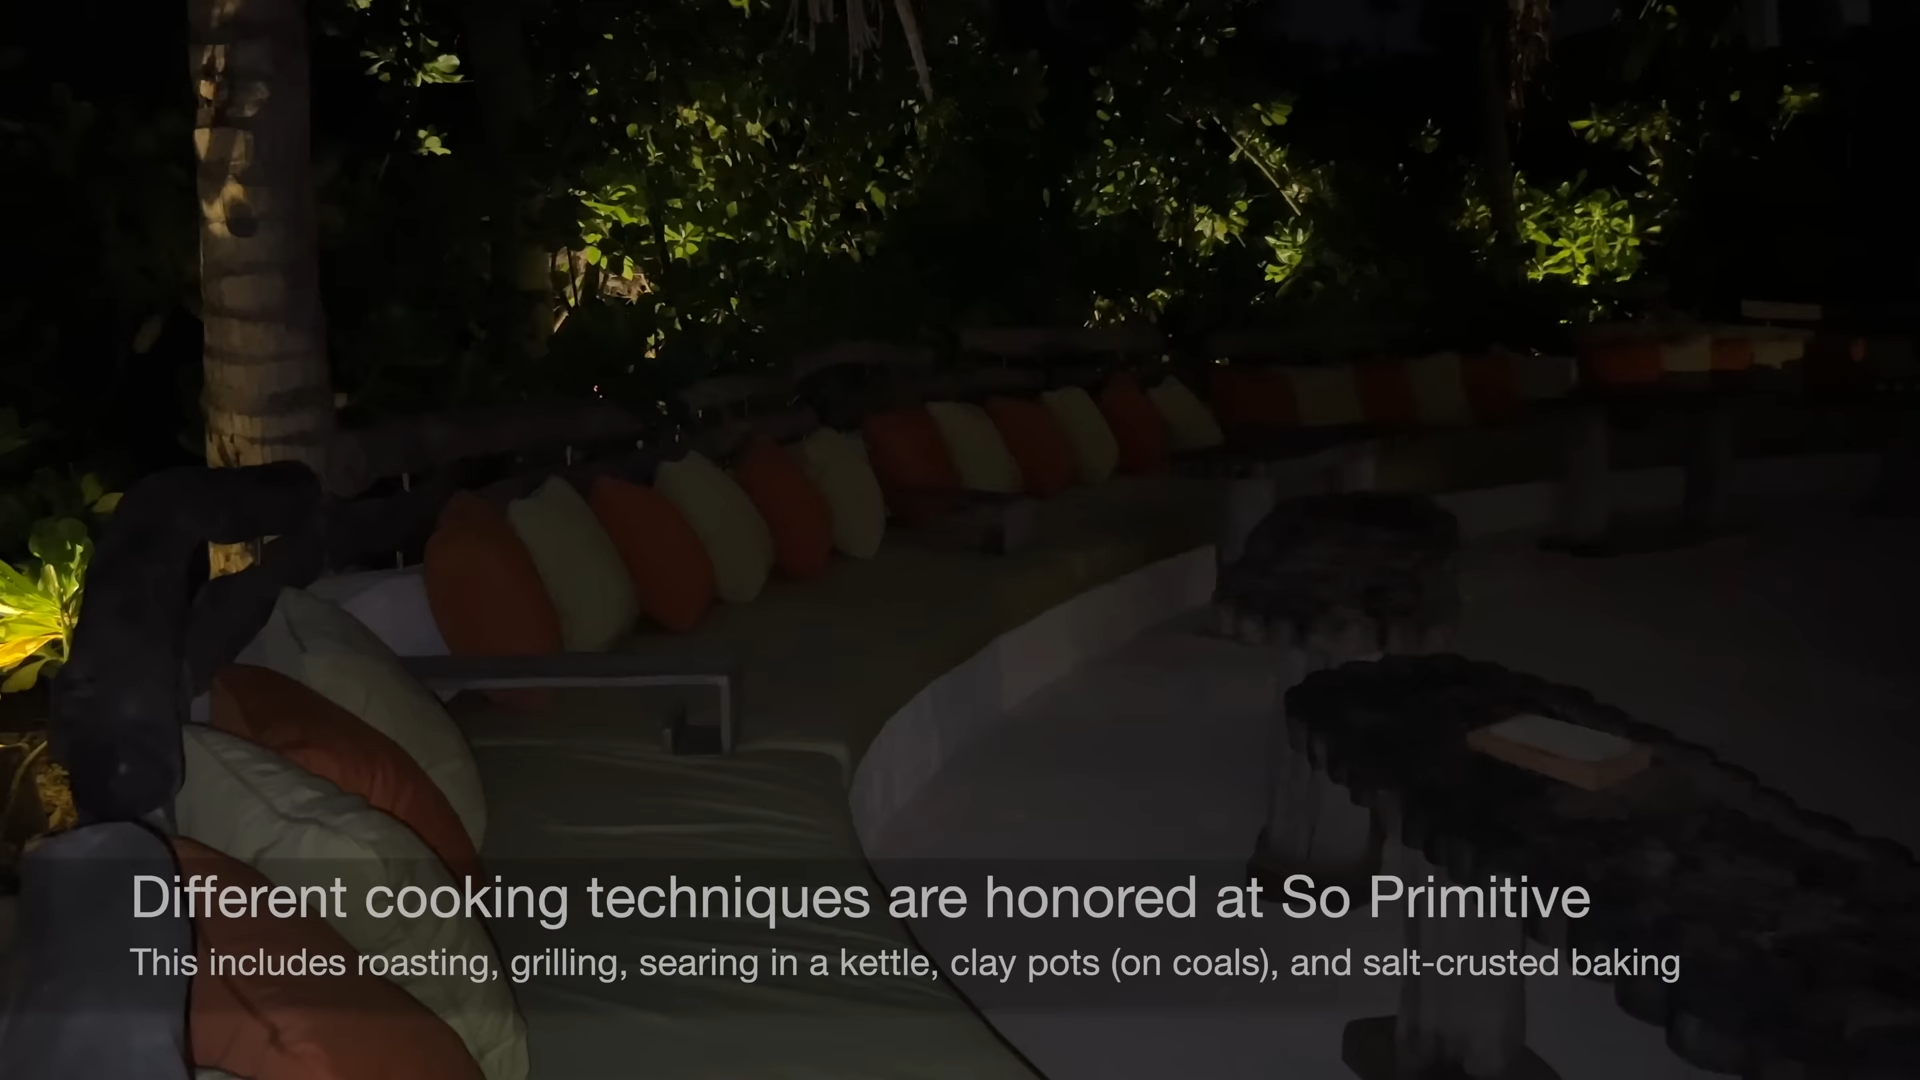 Different cooking techniques are honored at So Primitive
This includes roasting, grilling, searing in a kettle, clay pots (on coals), and salt-crusted baking